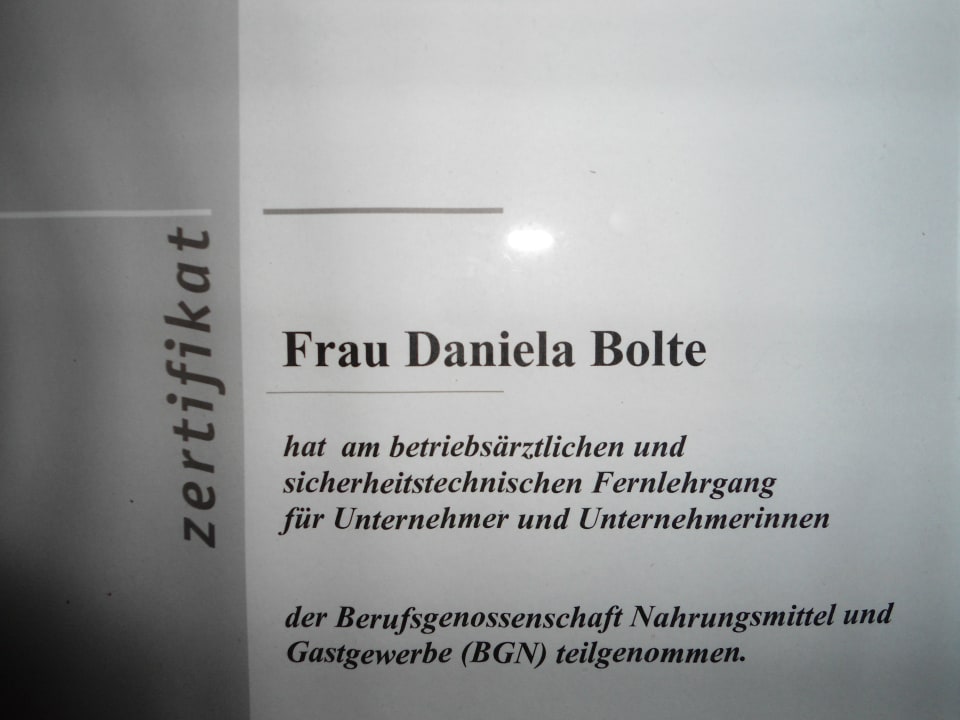 zertifikat
Frau Daniela Bolte
hat am betriebsärztlichen und
sicherheitstechnischen Fernlehrgang
für Unternehmer und Unternehmerinnen
der Berufsgenossenschaft Nahrungsmittel und
Gastgewerbe (BGN) teilgenommen.